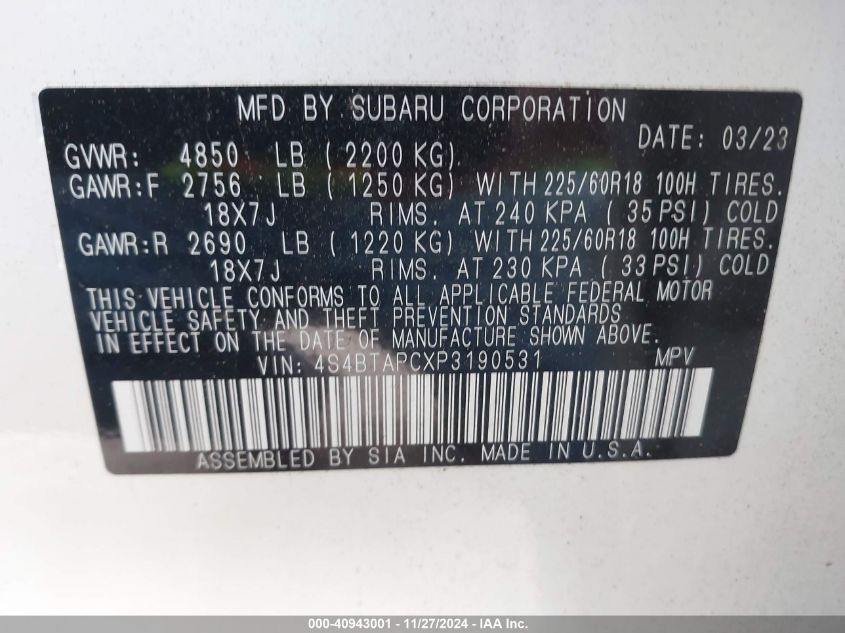 MFD BY SUBARU CORPORATION
DATE: 03/23
GVWR: 4850 LB ( 2200 KG)
GAWR:F 2756 LB ( 1250 KG) WITH 225/60R18 100H TIRES.
18X7J RIMS. AT 240 KPA ( 35 PSI) COLD
GAWR:R 2690 LB ( 1220 KG) WITH 225/60R18 100H TIRES.
18X7J RIMS. AT 230 KPA ( 33 PSI) COLD
THIS VEHICLE CONFORMS TO ALL APPLICABLE FEDERAL MOTOR
VEHICLE SAFETY AND THEFT PREVENTION STANDARDS
IN EFFECT ON THE DATE OF MANUFACTURE SHOWN ABOVE.
VIN: 4S4BTAPCXP3190531 MPV
ASSEMBLED BY SIA INC. MADE IN U.S.A.
000-40943001 - 11/27/2024 - IAA Inc.